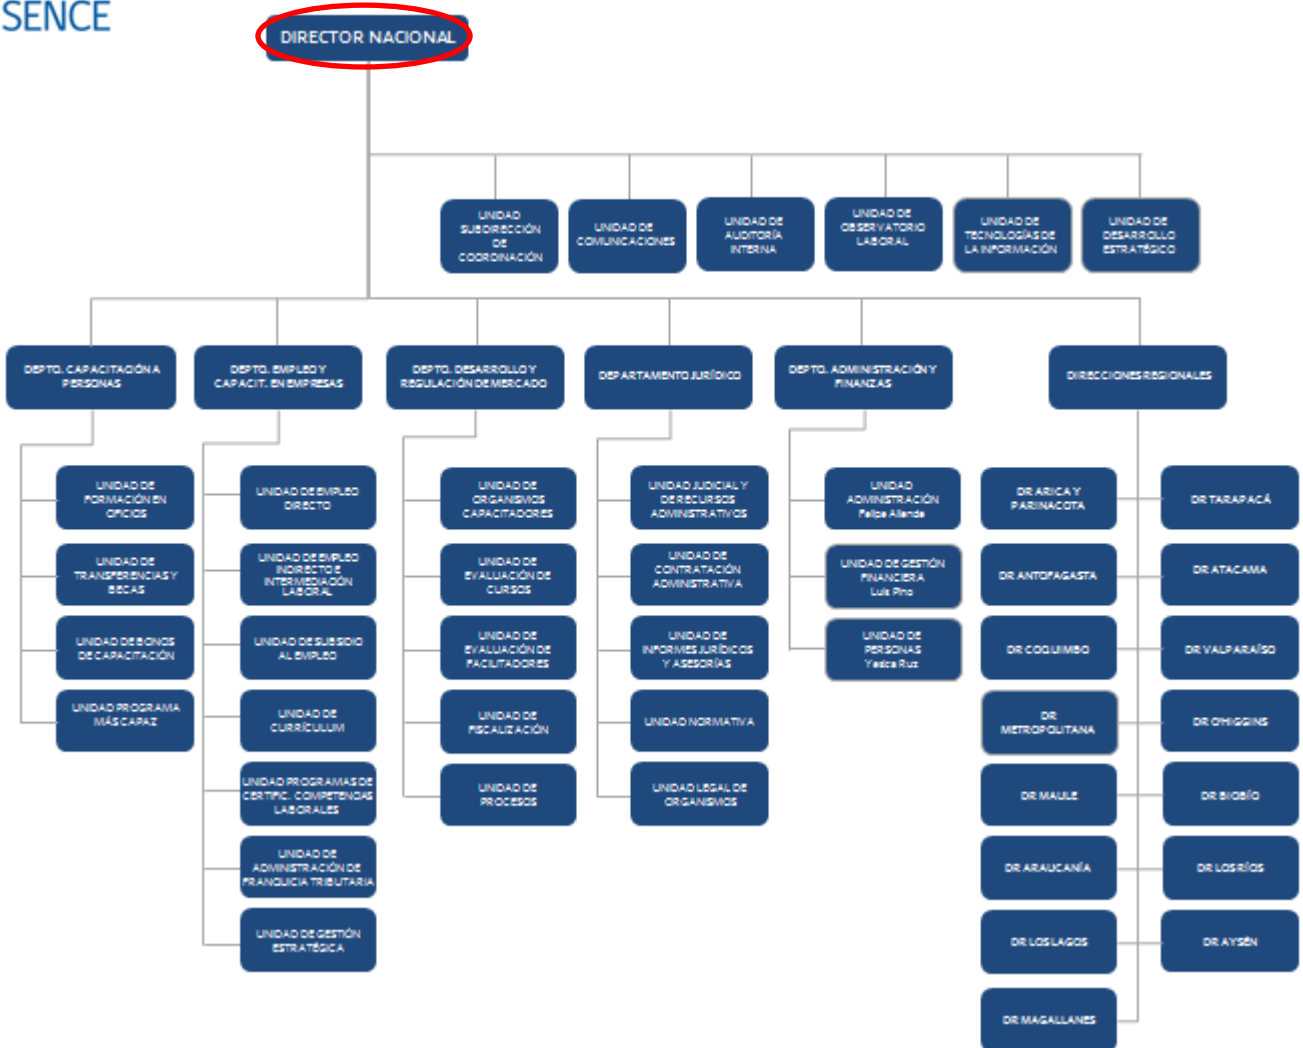 SENCE
DIRECTOR NACIONAL
UNIDAD
SUBDIRECCIÓN
DE
COORDINACIÓN
UNIDAD DE
COMUNICACIONES
UNIDAD DE
AUDITORÍA
INTERNA
UNIDAD DE
OBSERVATORIO
LABORAL
UNIDAD DE
TECNOLOGÍAS DE
LA INFORMACIÓN
UNIDAD DE
DESARROLLO
ESTRATÉGICO
DEPTO. CAPACITACIÓN A
PERSONAS
DEPTO. EMPLEO Y
CAPACIT. EN EMPRESAS
DEPTO. DESARROLLO Y
REGULACIÓN DE MERCADO
DEPARTAMENTO JURÍDICO
DEPTO. ADMINISTRACIÓN Y
FINANZAS
DIRECCIONES REGIONALES
UNIDAD DE
FORMACIÓN EN
OFICIOS
UNIDAD DE
TRANSFERENCIAS Y
BECAS
UNIDAD DE BONOS
DE CAPACITACIÓN
UNIDAD PROGRAMA
MÁS CAPAZ
UNIDAD DE EMPLEO
DIRECTO
UNIDAD DE EMPLEO
INDIRECTO E
INTERMEDIACIÓN
LABORAL
UNIDAD DE SUBSIDIO
AL EMPLEO
UNIDAD DE
CURRÍCULUM
UNIDAD PROGRAMAS DE
CERTIFIC. COMPETENCIAS
LABORALES
UNIDAD DE
ADMINISTRACIÓN DE
FRANQUICIA TRIBUTARIA
UNIDAD DE GESTIÓN
ESTRATÉGICA
UNIDAD DE
ORGANISMOS
CAPACITADORES
UNIDAD DE
EVALUACIÓN DE
CURSOS
UNIDAD DE
EVALUACIÓN DE
FACILITADORES
UNIDAD DE
FISCALIZACIÓN
UNIDAD DE
PROCESOS
UNIDAD JUDICIAL Y
DE RECURSOS
ADMINISTRATIVOS
UNIDAD DE
CONTRATACIÓN
ADMINISTRATIVA
UNIDAD DE
INFORMES JURÍDICOS
Y ASESORÍAS
UNIDAD NORMATIVA
UNIDAD LEGAL DE
ORGANISMOS
UNIDAD
ADMINISTRACIÓN
Felipe Allende
UNIDAD DE GESTIÓN
FINANCIERA
Luis Pino
UNIDAD DE
PERSONAS
Yesica Ruz
DR ARICA Y
PARINACOTA
DR TARAPACÁ
DR ANTOFAGASTA
DR ATACAMA
DR COQUIMBO
DR VALPARAÍSO
DR
METROPOLITANA
DR O'HIGGINS
DR MAULE
DR BIOBÍO
DR ARAUCANÍA
DR LOS RÍOS
DR LOS LAGOS
DR AYSÉN
DR MAGALLANES